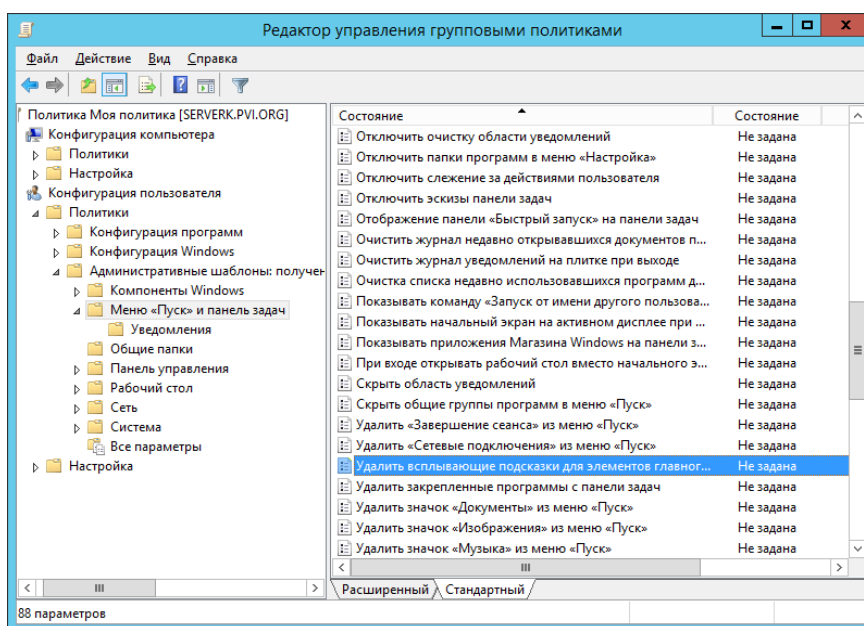 Редактор управления групповыми политиками
Файл Действие Вид Справка
Политика Моя политика [SERVERK.PVI.ORG]
Конфигурация компьютера
Политики
Настройка
Конфигурация пользователя
Политики
Конфигурация программ
Конфигурация Windows
Административные шаблоны: получен
Компоненты Windows
Меню «Пуск» и панель задач
Уведомления
Общие папки
Панель управления
Рабочий стол
Сеть
Система
Все параметры
Настройка
Состояние Состояние
Отключить очистку области уведомлений Не задана
Отключить папки программ в меню «Настройка» Не задана
Отключить слежение за действиями пользователя Не задана
Отключить эскизы панели задач Не задана
Отображение панели «Быстрый запуск» на панели задач Не задана
Очистить журнал недавно открывавшихся документов п... Не задана
Очистить журнал уведомлений на плитке при выходе Не задана
Очистка списка недавно использовавшихся программ д... Не задана
Показывать команду «Запуск от имени другого пользова... Не задана
Показывать начальный экран на активном дисплее при ... Не задана
Показывать приложения Магазина Windows на панели з... Не задана
При входе открывать рабочий стол вместо начального э... Не задана
Скрыть область уведомлений Не задана
Скрыть общие группы программ в меню «Пуск» Не задана
Удалить «Завершение сеанса» из меню «Пуск» Не задана
Удалить «Сетевые подключения» из меню «Пуск» Не задана
Удалить всплывающие подсказки для элементов главног... Не задана
Удалить закрепленные программы с панели задач Не задана
Удалить значок «Документы» из меню «Пуск» Не задана
Удалить значок «Изображения» из меню «Пуск» Не задана
Удалить значок «Музыка» из меню «Пуск» Не задана
Расширенный Стандартный
88 параметров